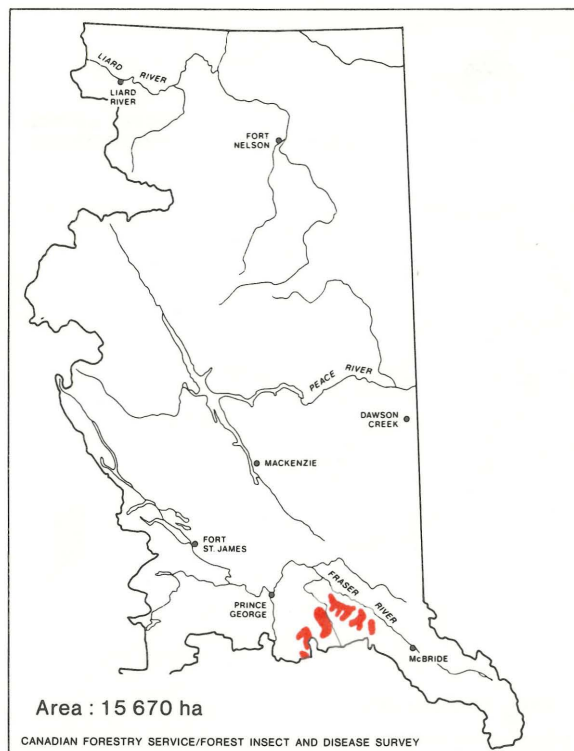 LIARD RIVER
LIARD
RIVER
FORT
NELSON
PEACE RIVER
DAWSON
CREEK
MACKENZIE
FORT
ST. JAMES
FRASER RIVER
PRINCE
GEORGE
McBRIDE
Area : 15 670 ha
CANADIAN FORESTRY SERVICE/FOREST INSECT AND DISEASE SURVEY